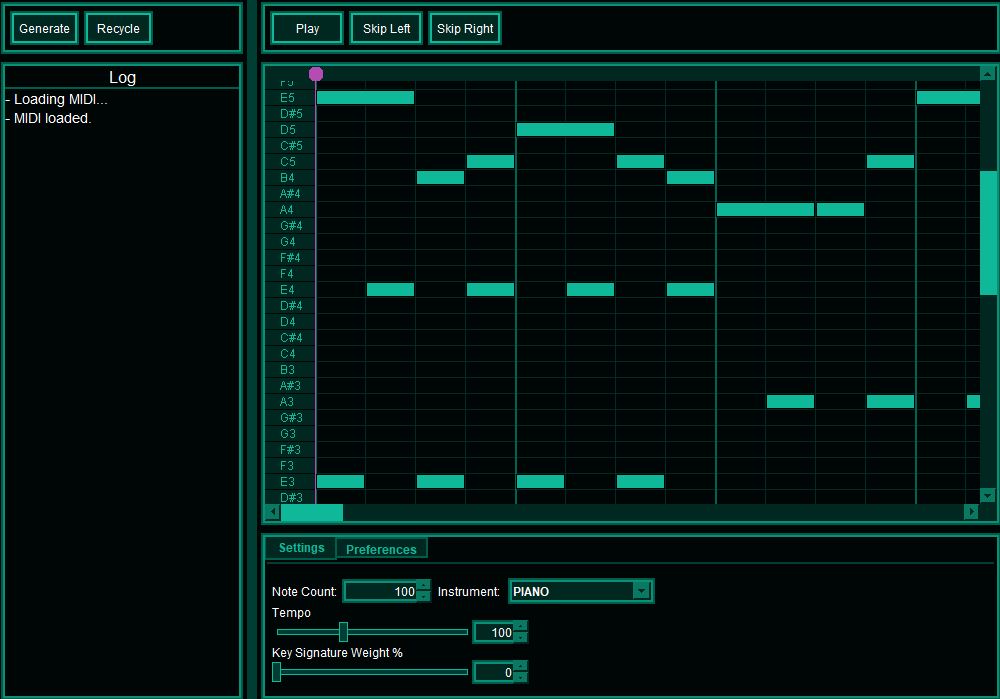 Generate Recycle
Log
- Loading MIDI...
- MIDI loaded.
Play Skip Left Skip Right
F5
E5
D#5
D5
C#5
C5
B4
A#4
A4
G#4
G4
F#4
F4
E4
D#4
D4
C#4
C4
B3
A#3
A3
G#3
G3
F#3
F3
E3
D#3
Settings Preferences
Note Count: 100 Instrument: PIANO
Tempo
100
Key Signature Weight %
0